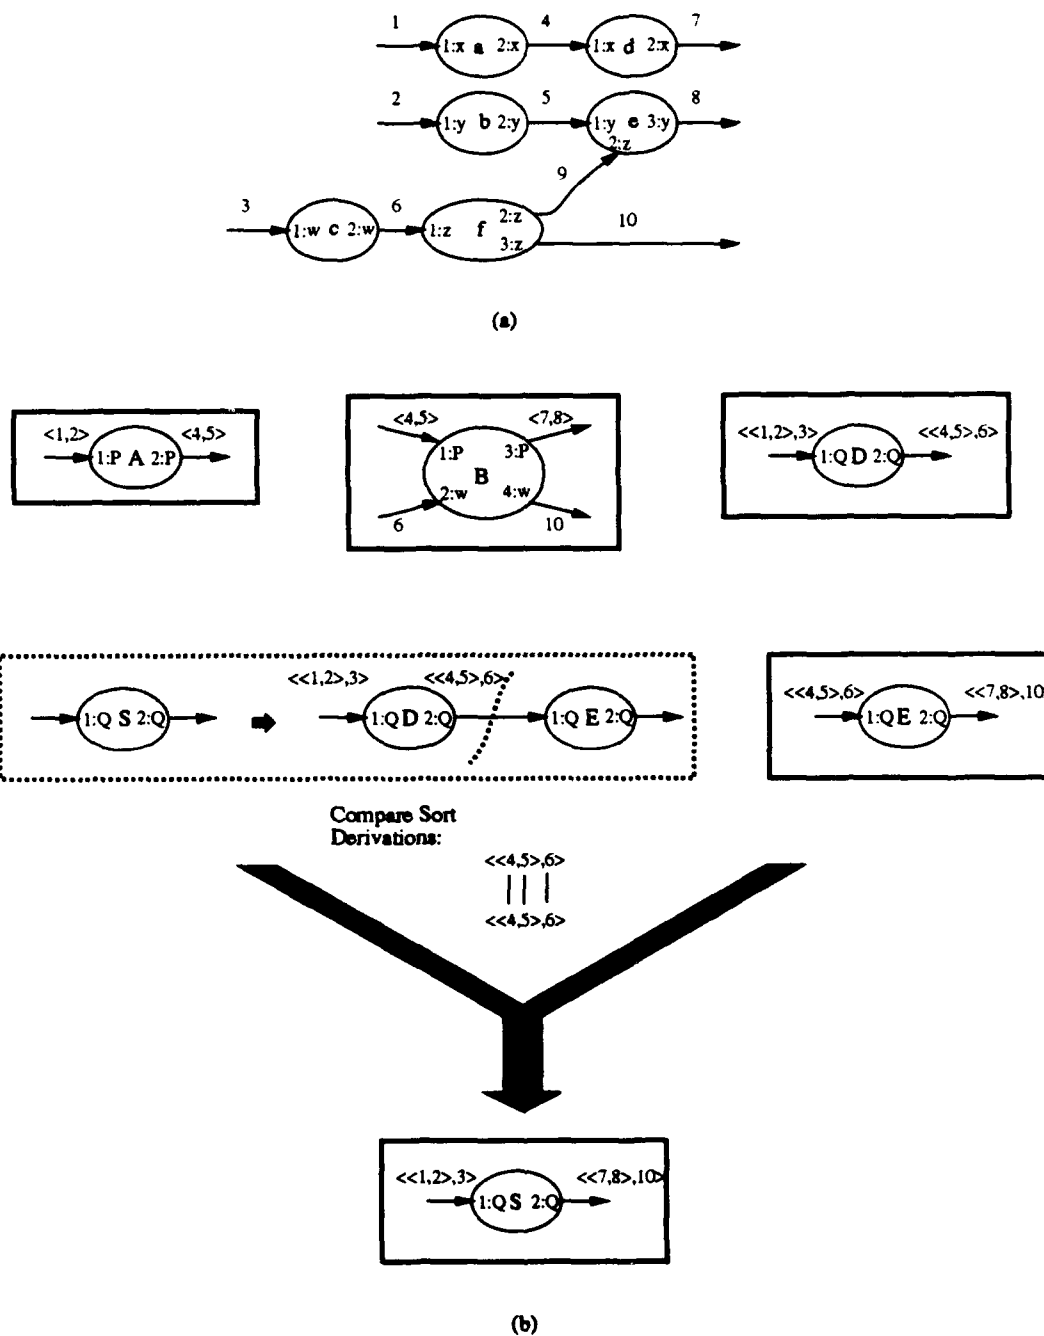 1 4 7
1:x a 2:x 1:x d 2:x
2 5 8
1:y b 2:y 1:y e 3:y
2:z
9
3 6 10
1:w c 2:w 1:z f 2:z
3:z
(a)
<1,2> <4,5>
1:P A 2:P
<4,5> <7,8>
1:P 3:P
B
2:w 4:w
6 10
<<1,2>,3> <<4,5>,6>
1:Q D 2:Q
<<1,2>,3> <<4,5>,6>
1:Q S 2:Q 1:Q D 2:Q 1:Q E 2:Q
<<4,5>,6> <<7,8>,10>
1:Q E 2:Q
Compare Sort
Derivations:
<<4,5>,6>
<<4,5>,6>
<<1,2>,3> <<7,8>,10>
1:Q S 2:Q
(b)